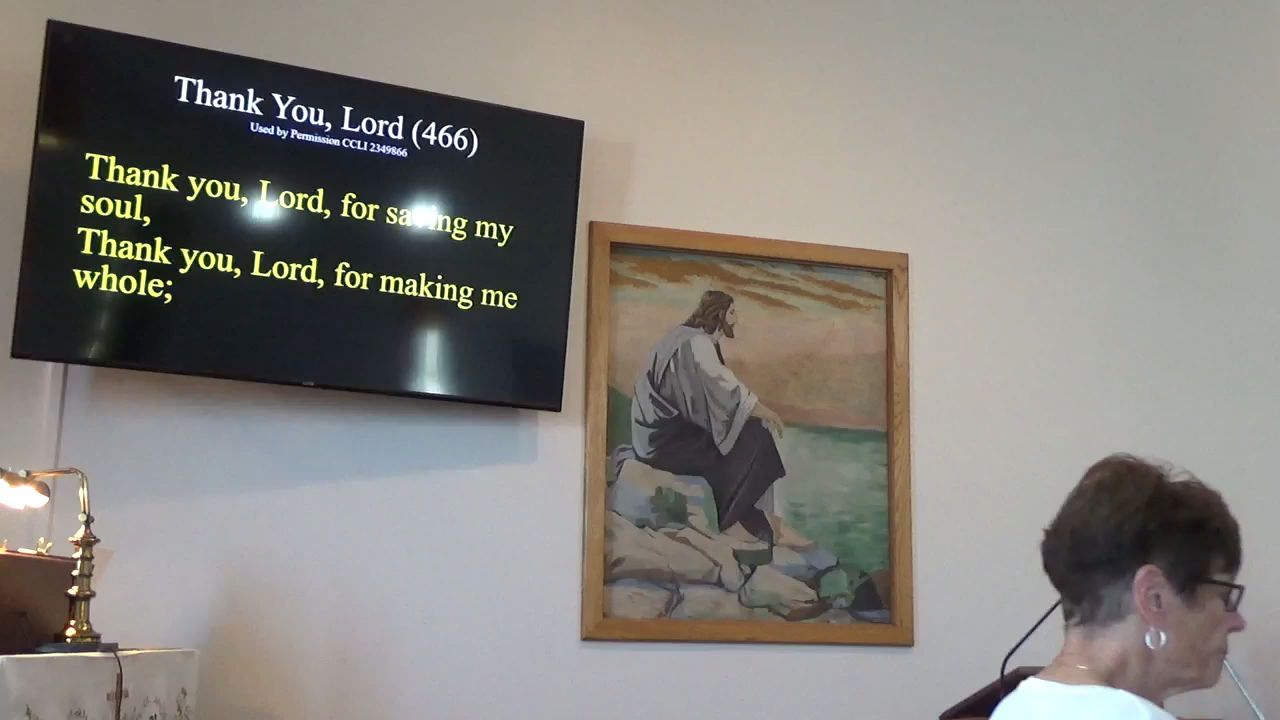 Thank You, Lord (466)
Used by Permission CCLI 2349866
Thank you, Lord, for saving my
soul,
Thank you, Lord, for making me
whole;